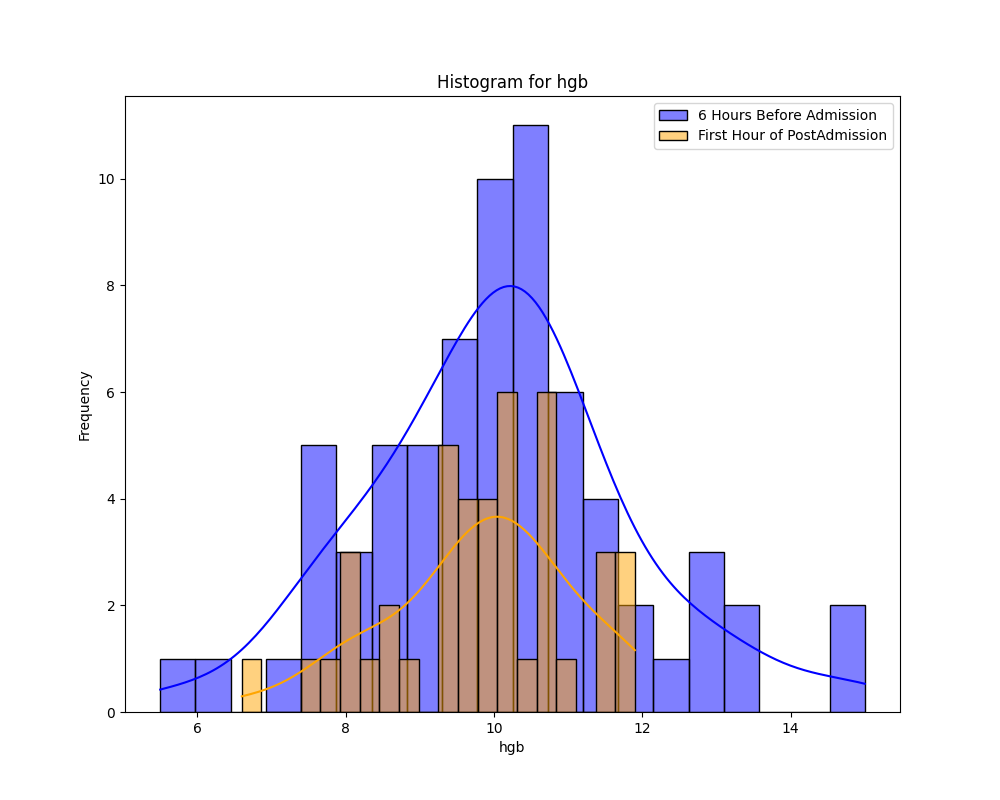 Histogram for hgb
6 Hours Before Admission
First Hour of PostAdmission
Frequency
10
8
6
4
2
0
6 8 10 12 14
hgb